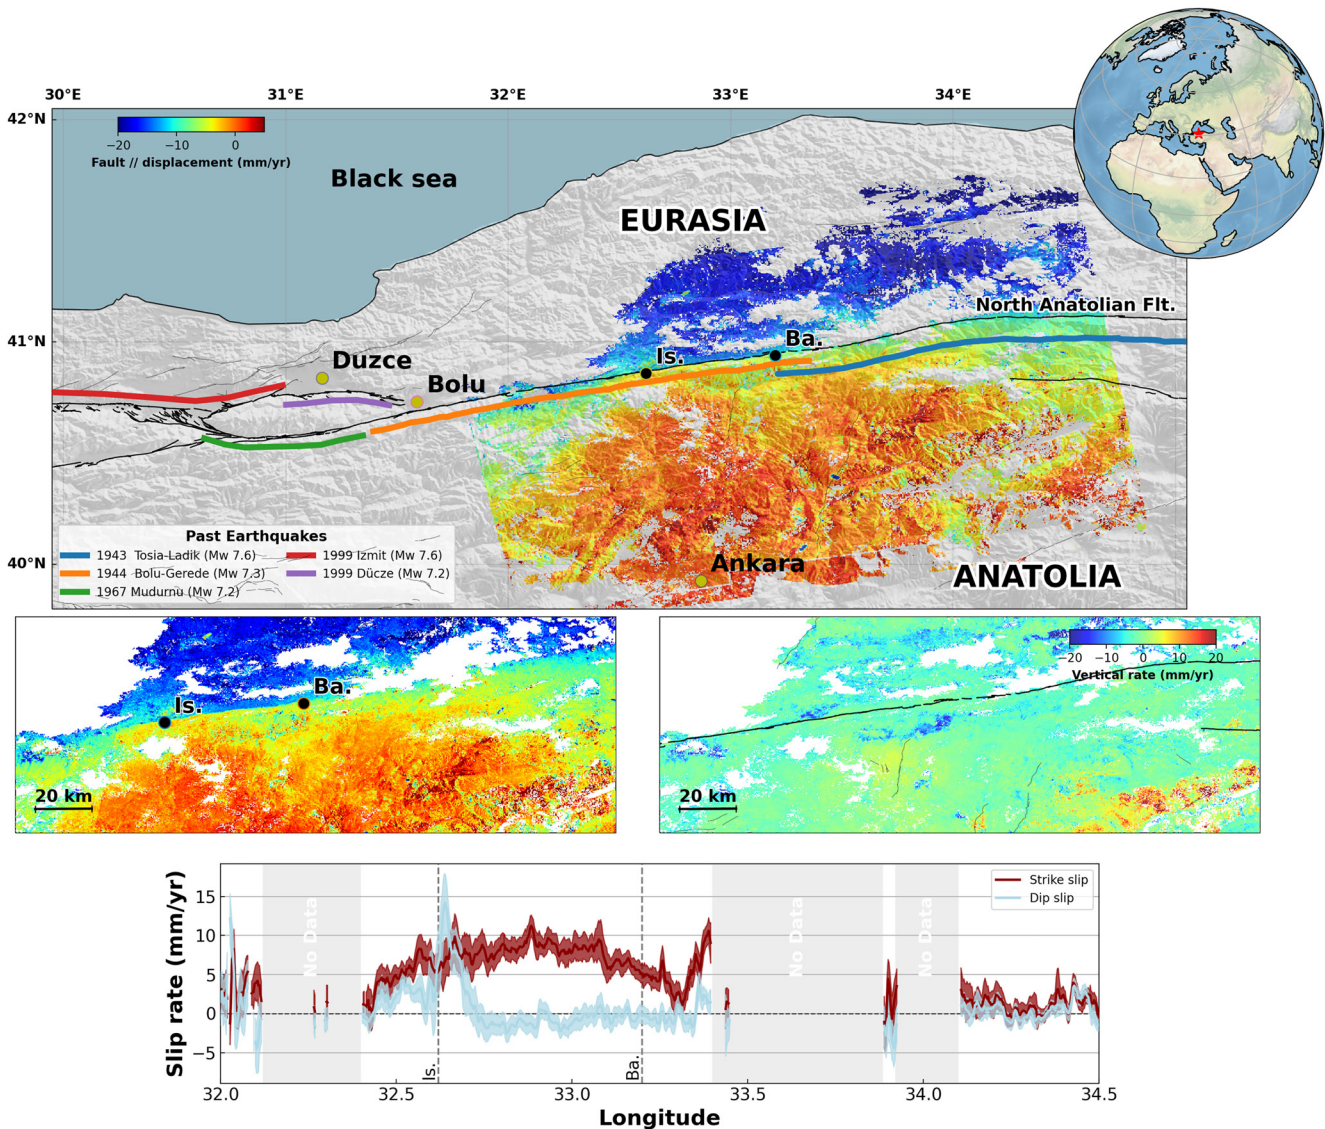 30°E 31°E 32°E 33°E 34°E
42°N
−20 −10 0
Fault // displacement (mm/yr)
Black sea
EURASIA
North Anatolian Flt.
41°N
Ba.
Is.
Duzce
Bolu
Past Earthquakes
1943 Tosia-Ladik (Mw 7.6)
1999 Izmit (Mw 7.6)
1944 Bolu-Gerede (Mw 7.3)
1999 Dücze (Mw 7.2)
1967 Mudurnu (Mw 7.2)
40°N
Ankara
ANATOLIA
Is.
Ba.
20 km
−20 −10 0 10 20
Vertical rate (mm/yr)
20 km
Slip rate (mm/yr)
15
10
5
0
−5
No Data
No Data
No Data
Strike slip
Dip slip
Is.
Ba.
32.0 32.5 33.0 33.5 34.0 34.5
Longitude